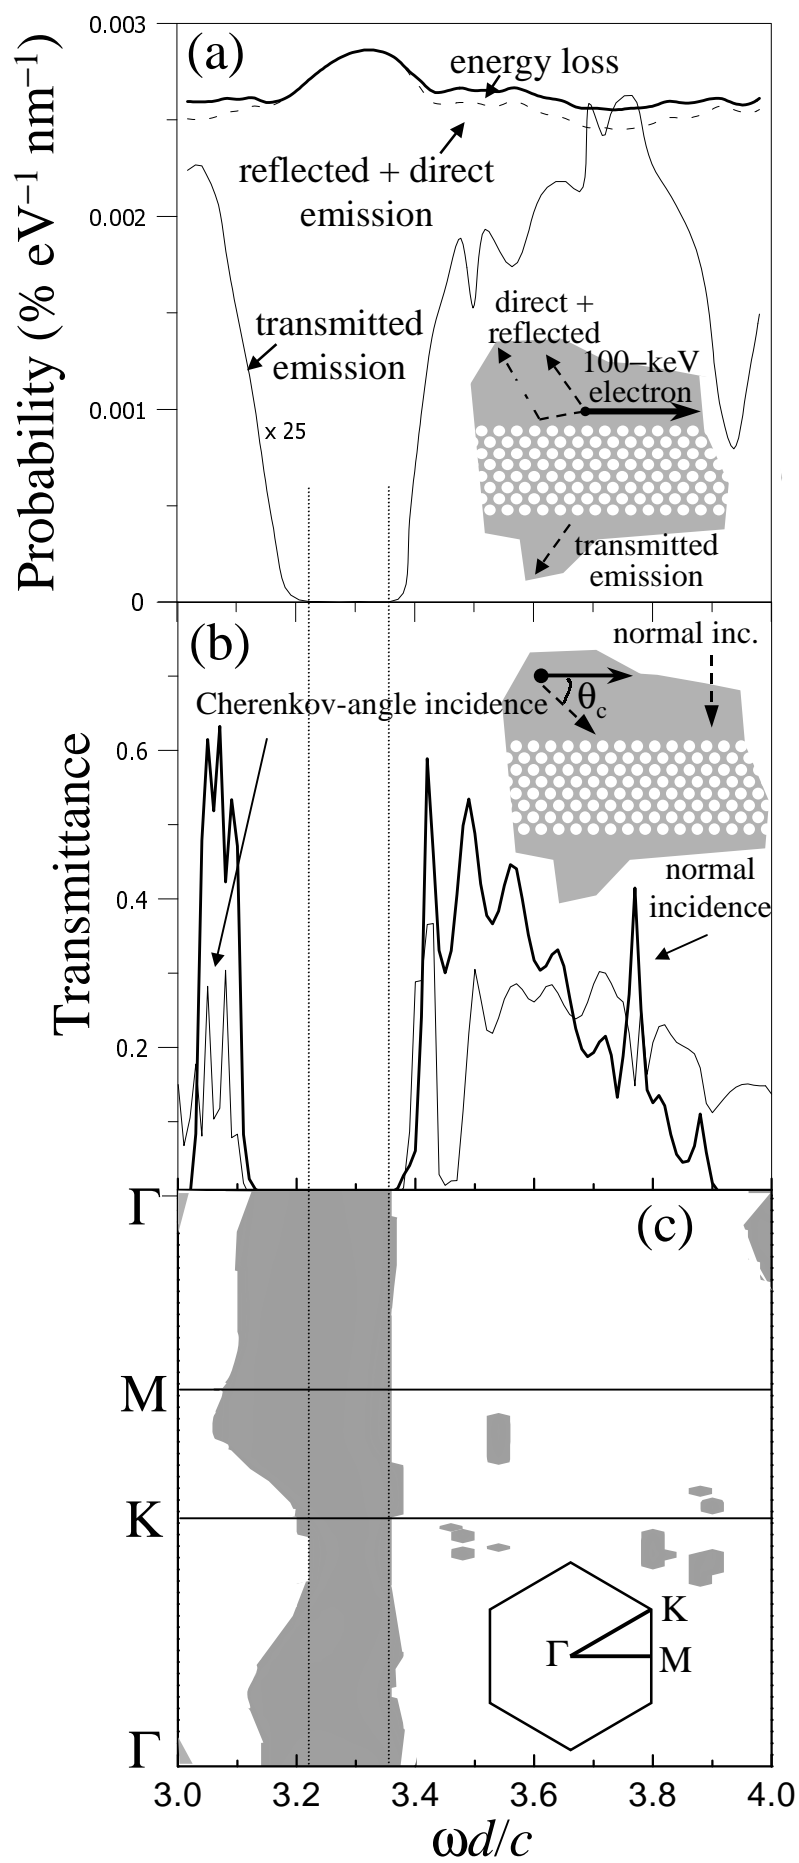 0.003
(a)
energy loss
reflected + direct
emission
0.002
Probability (% eV⁻¹ nm⁻¹)
direct +
reflected
transmitted
emission
100−keV
electron
0.001
x 25
transmitted
emission
0
(b)
normal inc.
Cherenkov-angle incidence
θc
0.6
Transmittance
normal
incidence
0.4
0.2
Γ
(c)
M
K
K
Γ
M
Γ
3.0 3.2 3.4 3.6 3.8 4.0
ωd/c